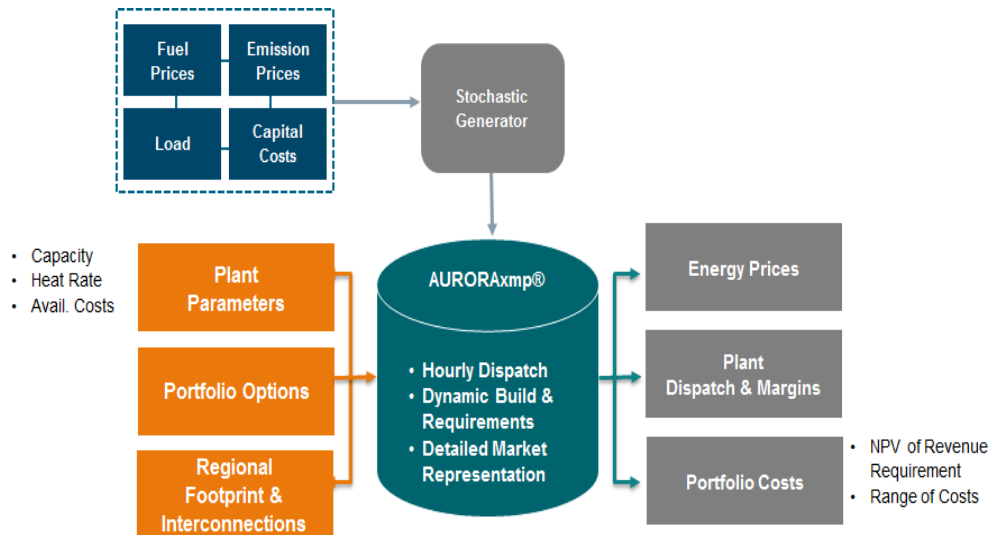 Fuel
Prices
Emission
Prices
Load
Capital
Costs
Stochastic
Generator
• Capacity
• Heat Rate
• Avail. Costs
Plant
Parameters
Portfolio Options
Regional
Footprint &
Interconnections
AURORAxmp®
• Hourly Dispatch
• Dynamic Build &
Requirements
• Detailed Market
Representation
Energy Prices
Plant
Dispatch & Margins
Portfolio Costs
• NPV of Revenue
Requirement
• Range of Costs